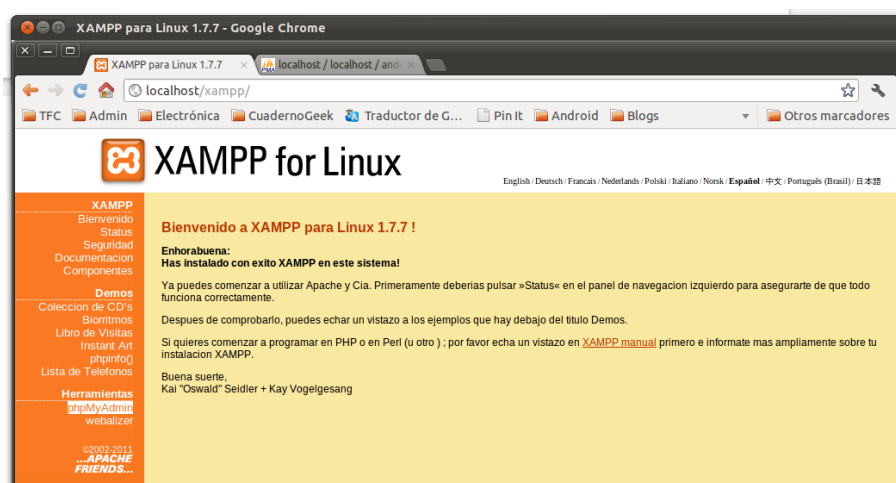 XAMPP para Linux 1.7.7 - Google Chrome
XAMPP para Linux 1.7.7
localhost / localhost / and
localhost/xampp/
TFC Admin Electrónica CuadernoGeek Traductor de G... Pin It Android Blogs Otros marcadores
XAMPP for Linux
English / Deutsch / Francais / Nederlands / Polski / Italiano / Norsk / Español / 中文 / Português (Brasil) / 日本語
XAMPP
Bienvenido
Status
Seguridad
Documentacion
Componentes
Demos
Coleccion de CD's
Biorritmos
Libro de Visitas
Instant Art
phpinfo()
Lista de Telefonos
Herramientas
phpMyAdmin
webalizer
©2002-2011
...APACHE
FRIENDS...
Bienvenido a XAMPP para Linux 1.7.7 !
Enhorabuena:
Has instalado con exito XAMPP en este sistema!
Ya puedes comenzar a utilizar Apache y Cia. Primeramente deberias pulsar »Status« en el panel de navegacion izquierdo para asegurarte de que todo
funciona correctamente.
Despues de comprobarlo, puedes echar un vistazo a los ejemplos que hay debajo del titulo Demos.
Si quieres comenzar a programar en PHP o en Perl (u otro ) ; por favor echa un vistazo en XAMPP manual primero e informate mas ampliamente sobre tu
instalacion XAMPP.
Buena suerte,
Kai "Oswald" Seidler + Kay Vogelgesang